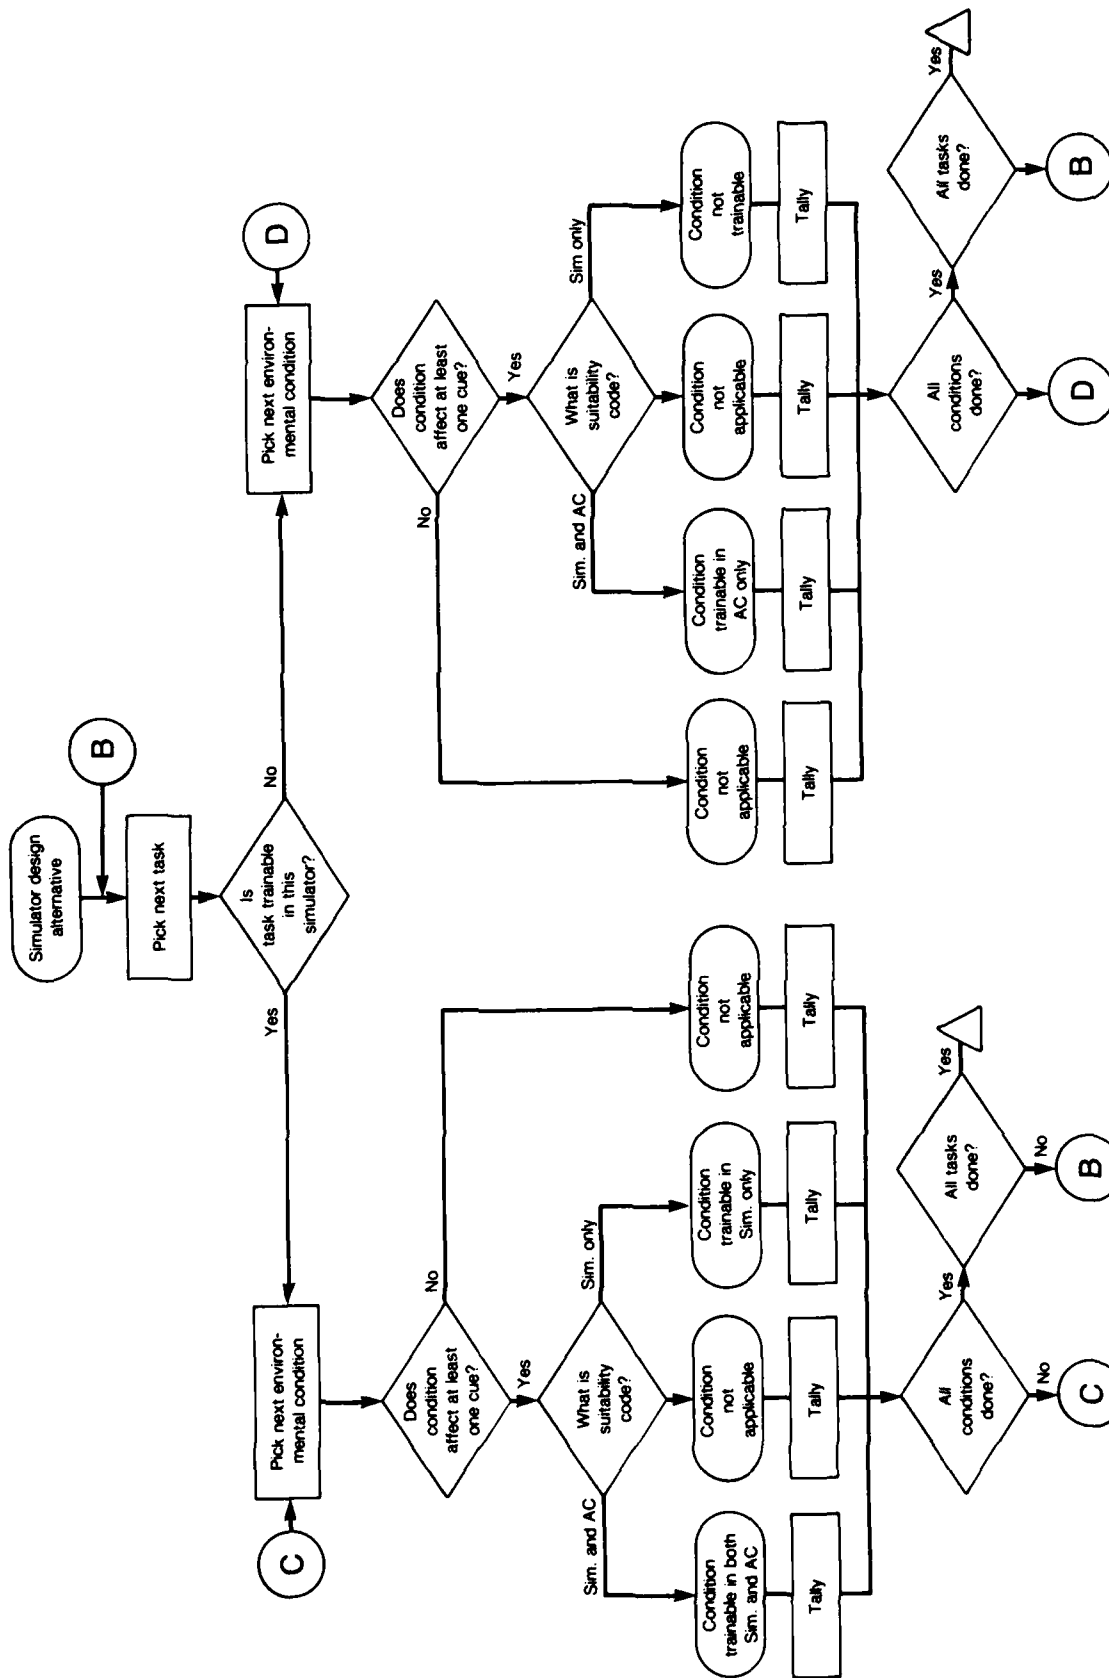 Simulator design
alternative
B
Pick next task
Is
task trainable
in this
simulator?
Yes
No
C
Pick next environ-
mental condition
Does
condition
affect at least
one cue?
No
Yes
What is
suitability
code?
Sim. and AC
Sim. only
Condition
trainable in both
Sim. and AC
Condition
not
applicable
Condition
trainable in
Sim. only
Condition
not
applicable
Tally
Tally
Tally
Tally
All
conditions
done?
Yes
No
C
All tasks
done?
Yes
No
B
Pick next environ-
mental condition
D
Does
condition
affect at least
one cue?
No
Yes
What is
suitability
code?
Sim. and AC
Sim only
Condition
not
applicable
Condition
trainable in
AC only
Condition
not
applicable
Condition
not
trainable
Tally
Tally
Tally
Tally
All
conditions
done?
Yes
D
All tasks
done?
Yes
B